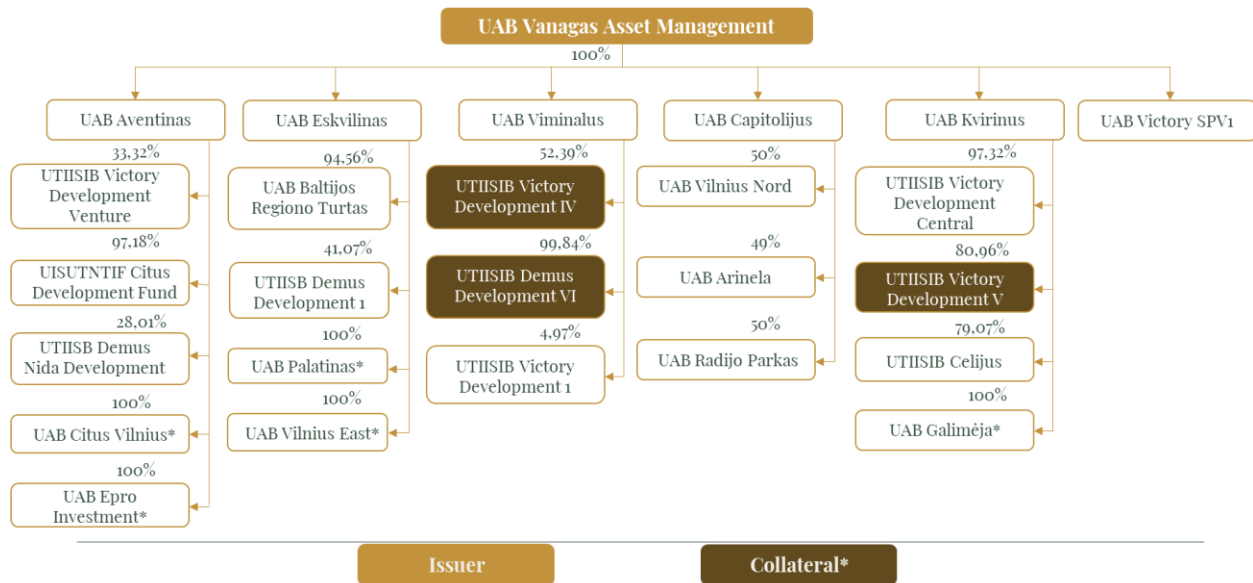 UAB Vanagas Asset Management
100%
UAB Aventinas
33,32%
UTIISIB Victory
Development
Venture
97,18%
UISUTNTIF Citus
Development Fund
28,01%
UTIISB Demus
Nida Development
100%
UAB Citus Vilnius*
100%
UAB Epro
Investment*
UAB Eskvilinas
94,56%
UAB Baltijos
Regiono Turtas
41,07%
UTIISB Demus
Development 1
100%
UAB Palatinas*
100%
UAB Vilnius East*
UAB Viminalus
52,39%
UTIISIB Victory
Development IV
99,84%
UTIISIB Demus
Development VI
4,97%
UTIISIB Victory
Development 1
UAB Capitolijus
50%
UAB Vilnius Nord
49%
UAB Arinela
50%
UAB Radijo Parkas
UAB Kvirinus
97,32%
UTIISIB Victory
Development
Central
80,96%
UTIISIB Victory
Development V
79,07%
UTIISIB Celijus
100%
UAB Galimėja*
UAB Victory SPV1
Issuer
Collateral*